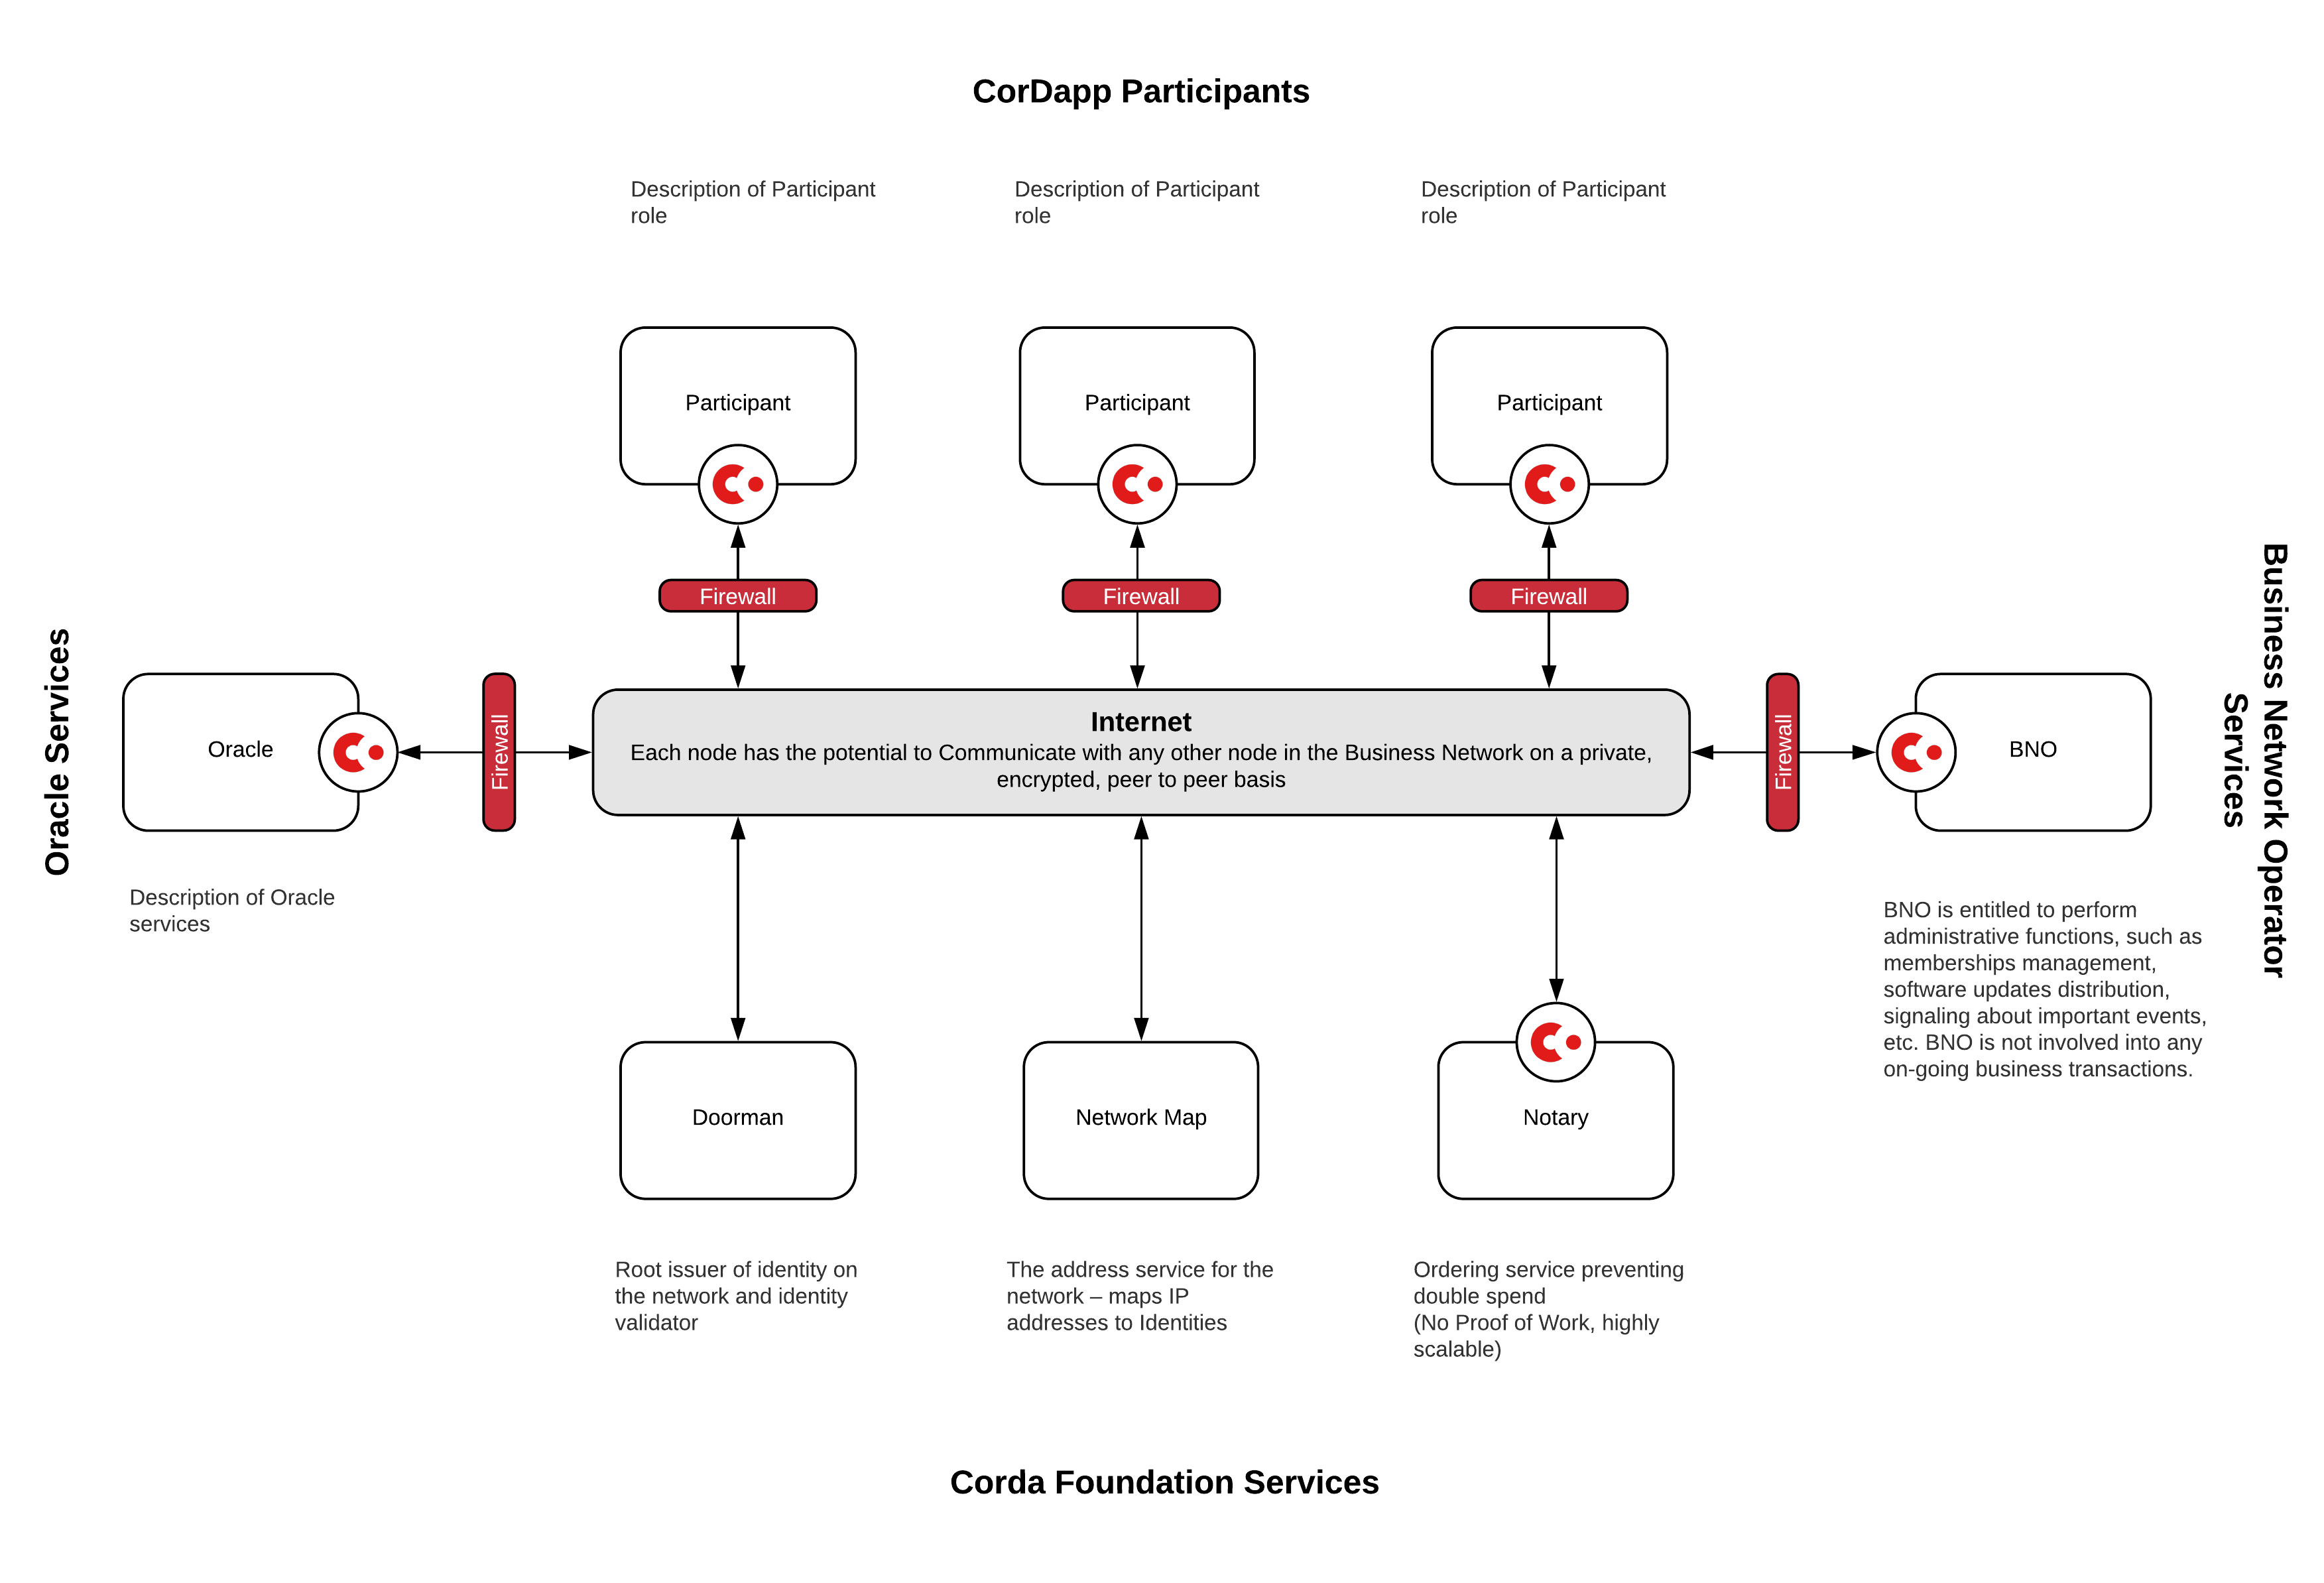 CorDapp Participants
Description of Participant
role
Description of Participant
role
Description of Participant
role
Participant
Participant
Participant
Firewall
Firewall
Firewall
Oracle Services
Oracle
Firewall
Internet
Each node has the potential to Communicate with any other node in the Business Network on a private,
encrypted, peer to peer basis
Firewall
BNO
Business Network Operator
Services
Description of Oracle
services
BNO is entitled to perform
administrative functions, such as
memberships management,
software updates distribution,
signaling about important events,
etc. BNO is not involved into any
on-going business transactions.
Doorman
Network Map
Notary
Root issuer of identity on
the network and identity
validator
The address service for the
network – maps IP
addresses to Identities
Ordering service preventing
double spend
(No Proof of Work, highly
scalable)
Corda Foundation Services